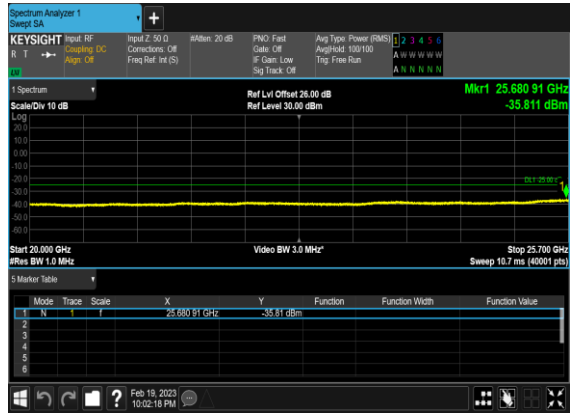 Spectrum Analyzer 1
Swept SA
+
KEYSIGHT Input: RF Input Z: 50 Ω #Atten: 20 dB PNO: Fast Avg Type: Power (RMS) 1 2 3 4 5 6
R T Coupling: DC Corrections: Off Gate: Off Avg|Hold: 100/100 A W W W W W
Align: Off Freq Ref: Int (S) IF Gain: Low Trig: Free Run
Sig Track: Off A N N N N N
LW
1 Spectrum Ref Lvl Offset 26.00 dB Mkr1 25.680 91 GHz
Scale/Div 10 dB Ref Level 30.00 dBm -35.811 dBm
Log
20.0
10.0
0.00
-10.0
-20.0
DL1 -25.00
1
-30.0
-40.0
-50.0
-60.0
Start 20.000 GHz Video BW 3.0 MHz* Stop 25.700 GHz
#Res BW 1.0 MHz Sweep 10.7 ms (40001 pts)
5 Marker Table
Mode Trace Scale X Y Function Function Width Function Value
1 N 1 f 25.680 91 GHz -35.81 dBm
2
3
4
5
6
? Feb 19, 2023
10:02:18 PM